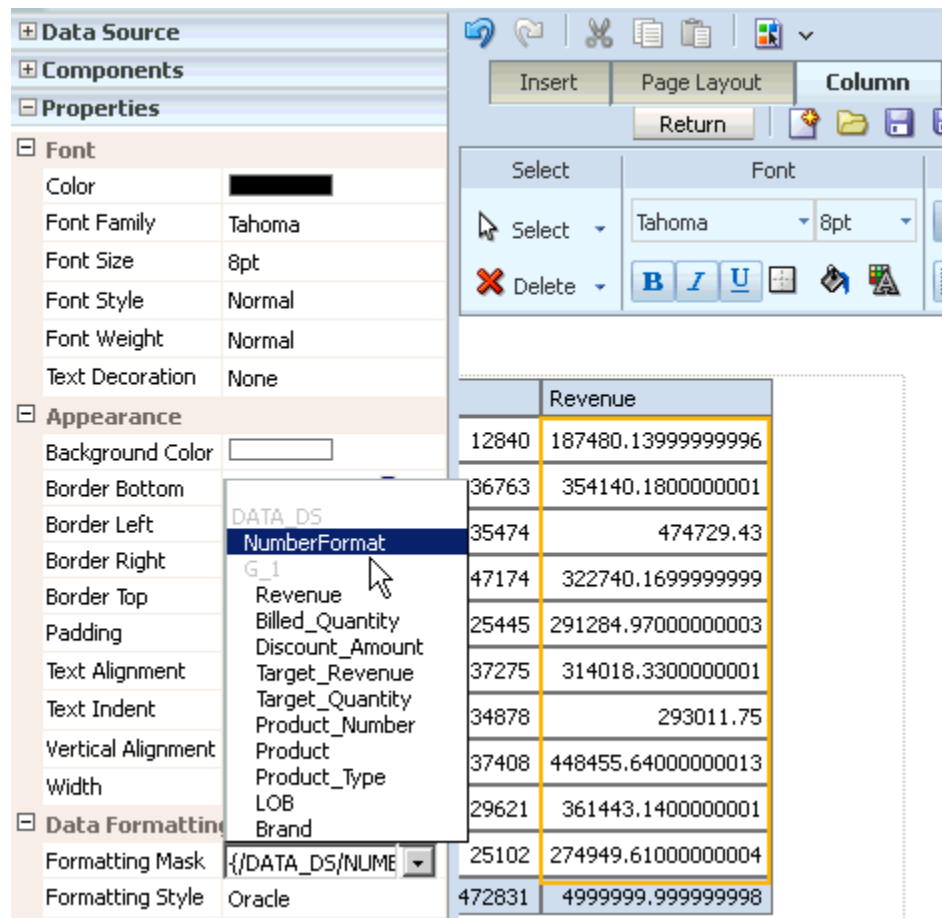 Data Source
Components
Properties
Font
Color
Font Family Tahoma
Font Size 8pt
Font Style Normal
Font Weight Normal
Text Decoration None
Appearance
Background Color
Border Bottom
Border Left
Border Right
Border Top
Padding
Text Alignment
Text Indent
Vertical Alignment
Width
DATA_DS
NumberFormat
G_1
Revenue
Billed_Quantity
Discount_Amount
Target_Revenue
Target_Quantity
Product_Number
Product
Product_Type
LOB
Brand
Data Formatting
Formatting Mask {/DATA_DS/NUME
Formatting Style Oracle
Insert Page Layout Column
Return
Select Font
Select Tahoma 8pt
Delete B I U
Revenue
12840 187480.13999999996
36763 354140.1800000001
35474 474729.43
47174 322740.1699999999
25445 291284.97000000003
37275 314018.3300000001
34878 293011.75
37408 448455.64000000013
29621 361443.1400000001
25102 274949.61000000004
472831 4999999.999999998